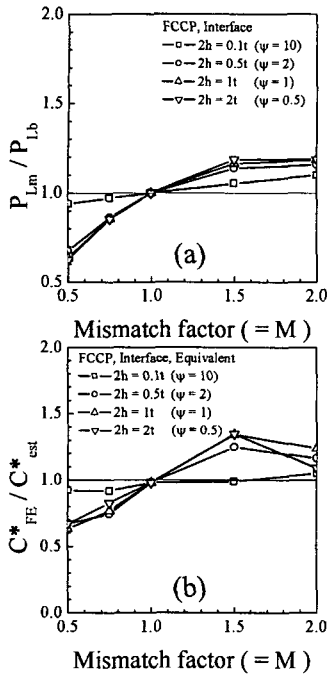 FCCP, Interface
2h = 0.1t (ψ = 10)
2h = 0.5t (ψ = 2)
2h = 1t (ψ = 1)
2h = 2t (ψ = 0.5)
2.0
1.5
1.0
0.5
P_Lm / P_Lb
(a)
0.5 1.0 1.5 2.0
Mismatch factor ( = M )
FCCP, Interface, Equivalent
2h = 0.1t (ψ = 10)
2h = 0.5t (ψ = 2)
2h = 1t (ψ = 1)
2h = 2t (ψ = 0.5)
2.0
1.5
1.0
0.5
0.0
C*_FE / C*_est
(b)
0.5 1.0 1.5 2.0
Mismatch factor ( = M )